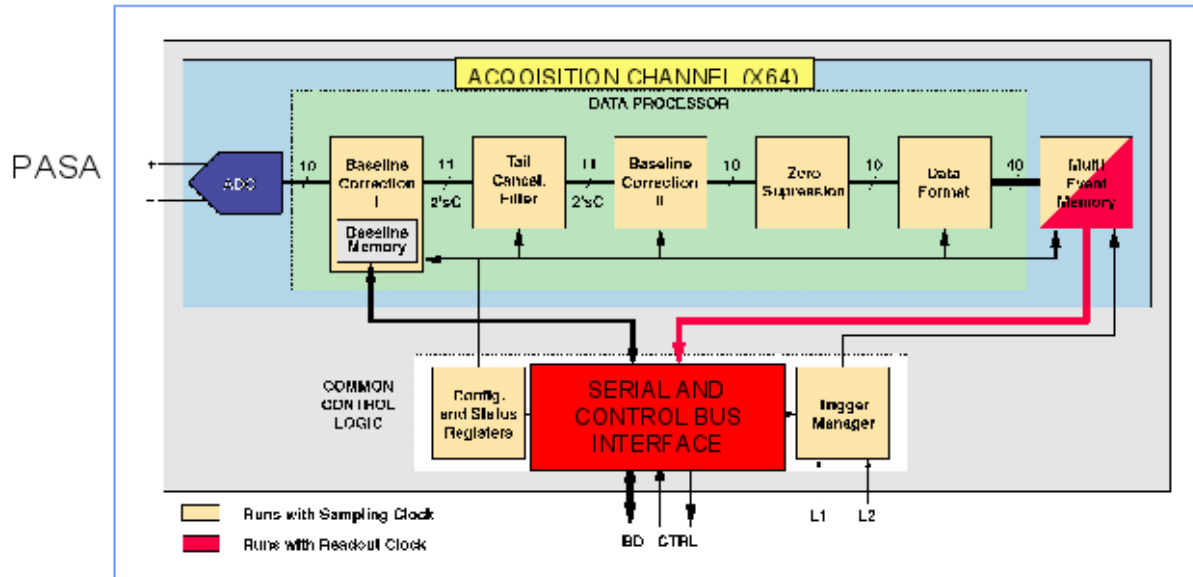 ACQOISITION CHANNEL (X64)
DATA PROCESSOR
PASA
+
-
ADC
10
Baseline
Correction
I
Baseline
Memory
11
2'sC
Tail
Cancel.
Filter
11
2'sC
Baseline
Correction
II
10
Zero
Supression
10
Data
Format
40
Multi
Event
Memory
COMMON
CONTROL
LOGIC
Config.
and Status
Registers
SERIAL AND
CONTROL BUS
INTERFACE
Trigger
Manager
Runs with Sampling Clock
Runs with Readout Clock
BD
CTRL
L1
L2